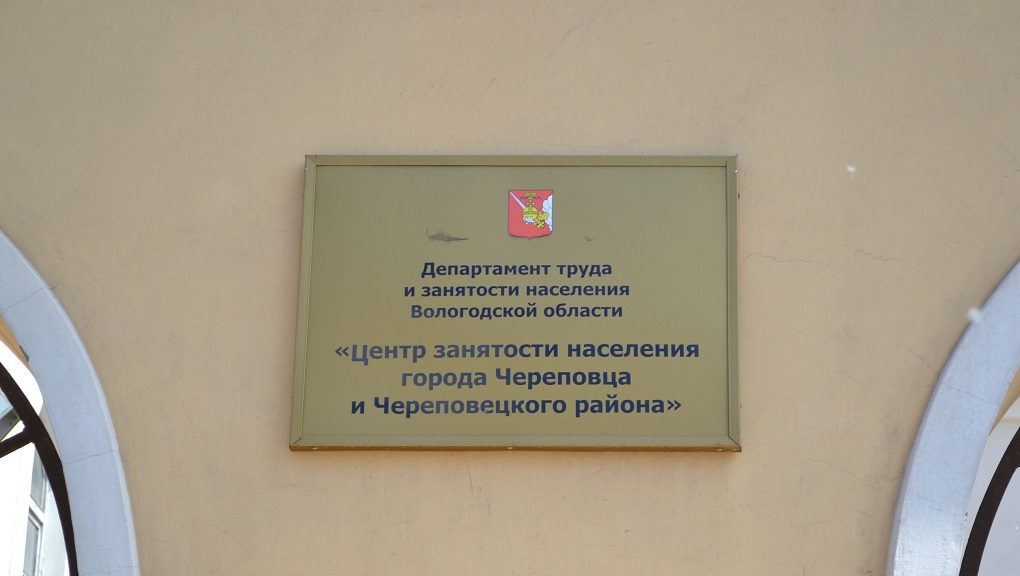 Департамент труда
и занятости населения
Вологодской области
«Центр занятости населения
города Череповца
и Череповецкого района»